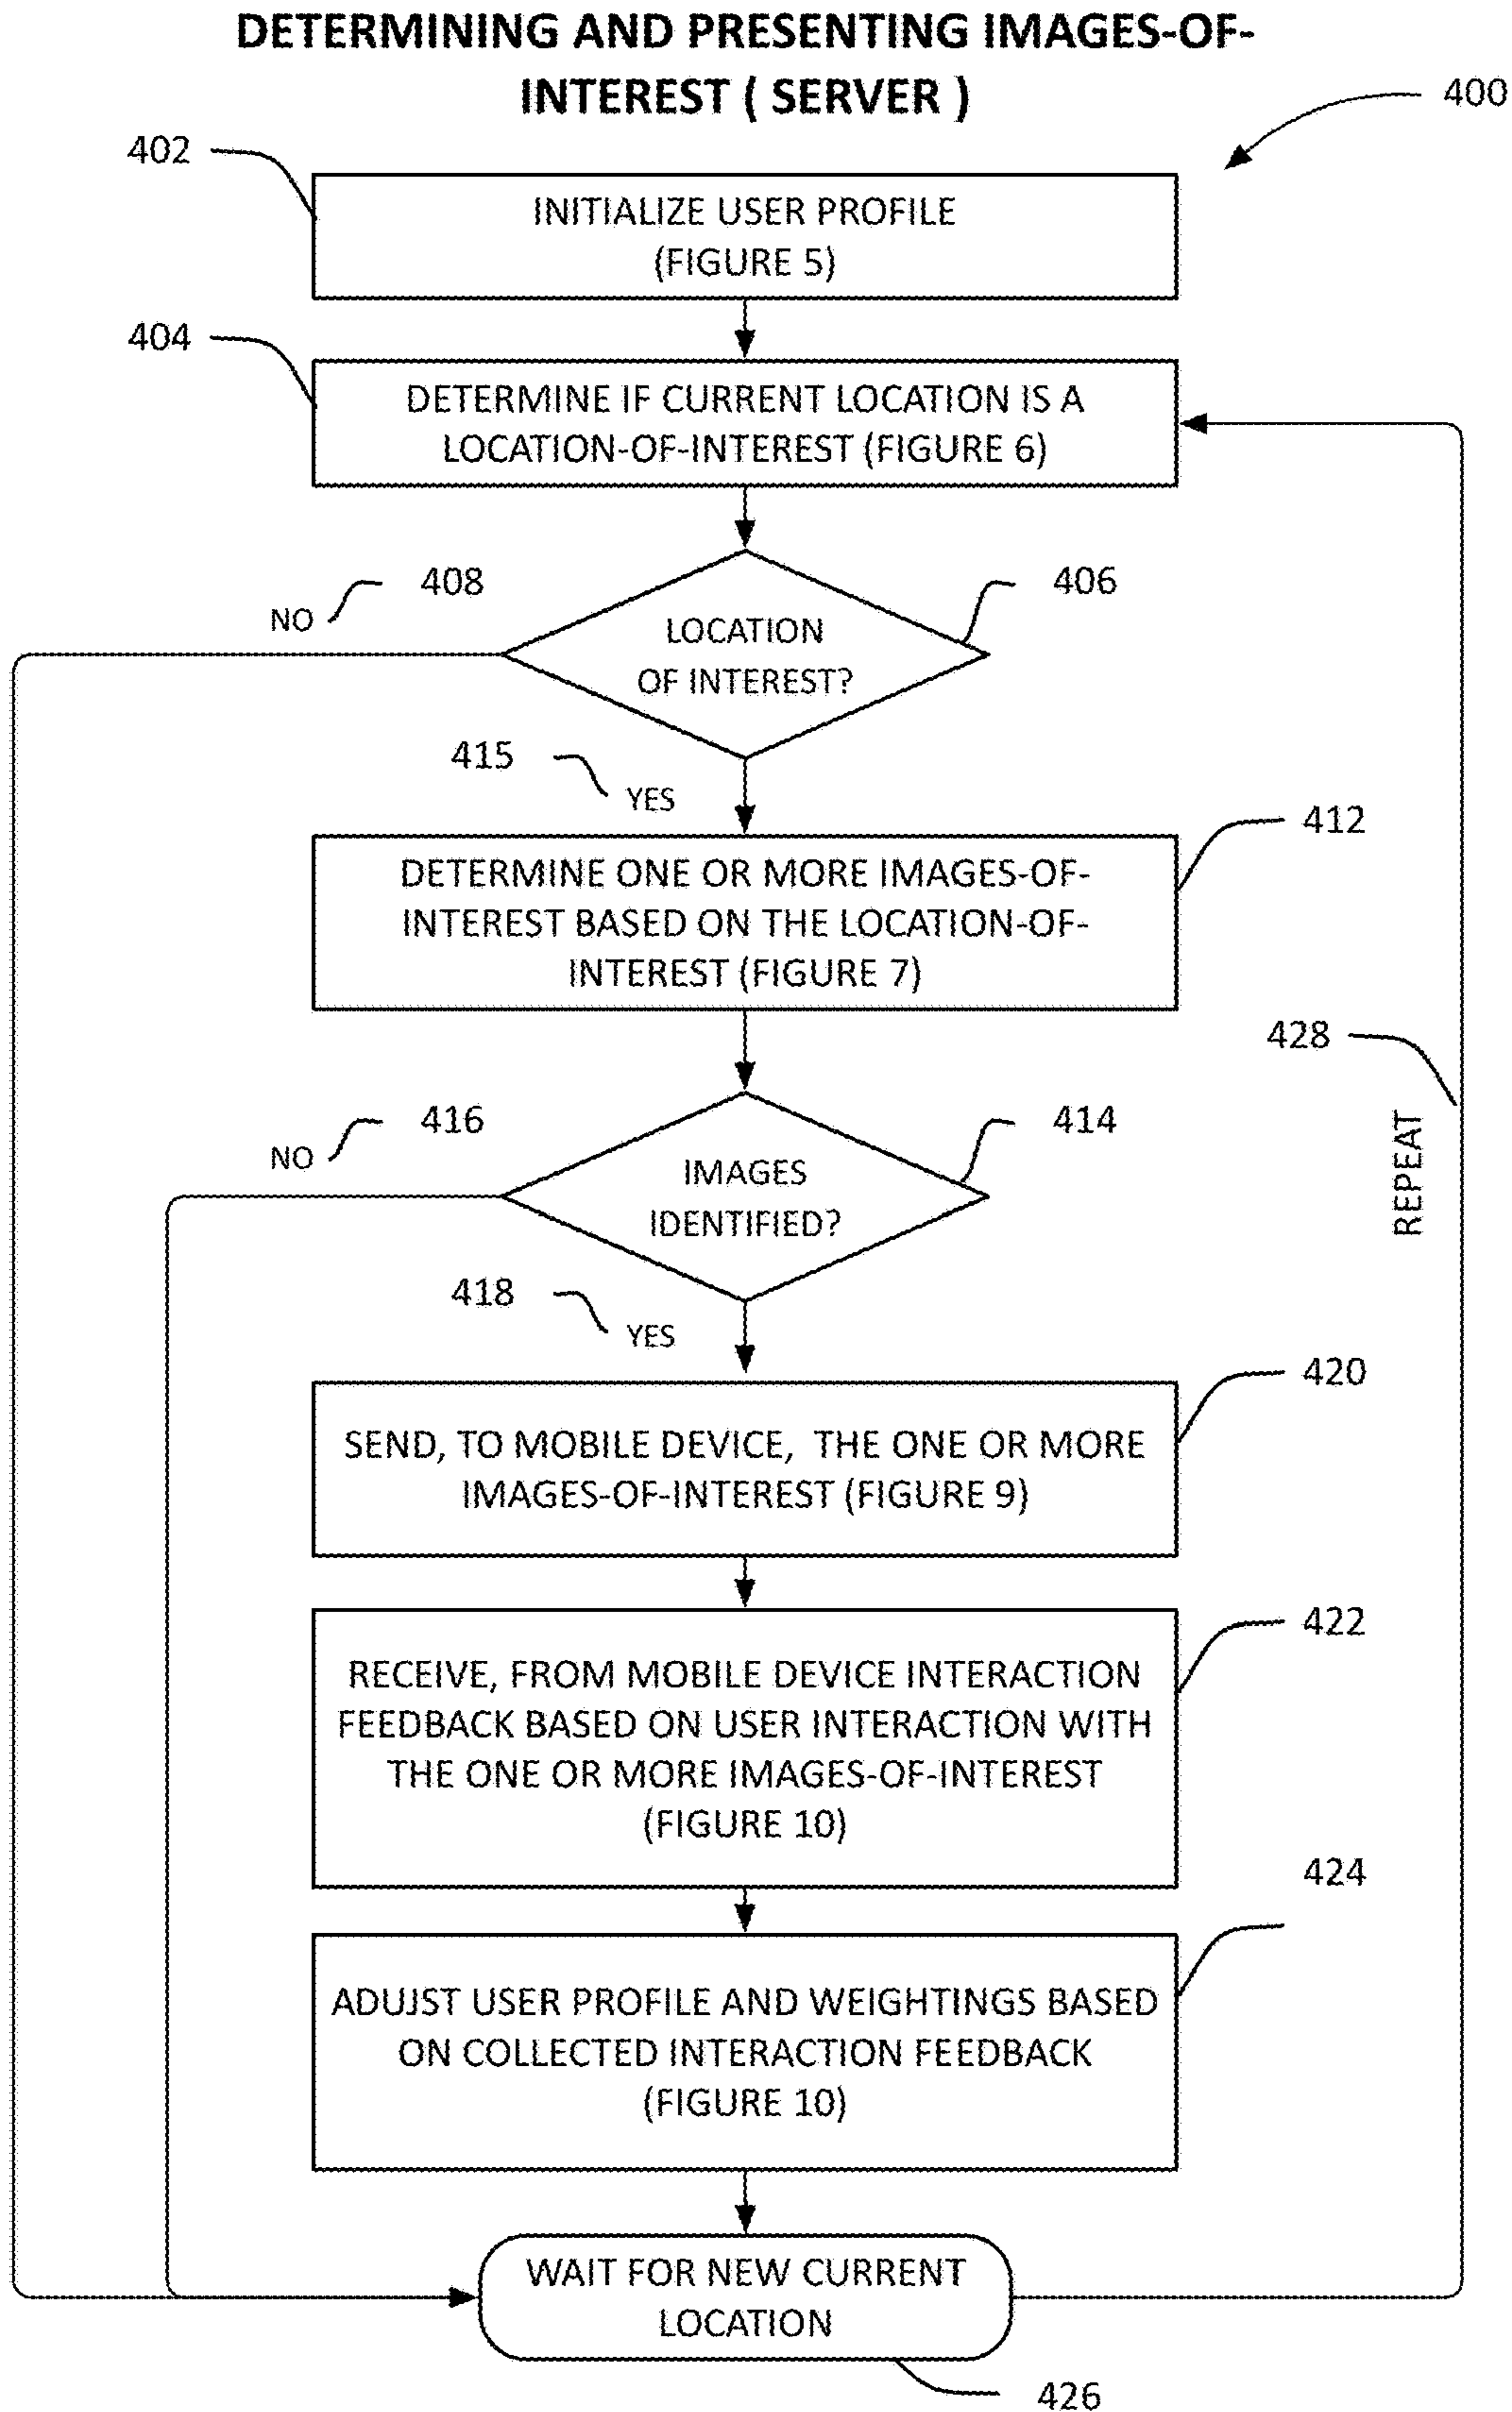 DETERMINING AND PRESENTING IMAGES-OF-
INTEREST ( SERVER )
400
402
INITIALIZE USER PROFILE
(FIGURE 5)
404
DETERMINE IF CURRENT LOCATION IS A
LOCATION-OF-INTEREST (FIGURE 6)
408
NO
406
LOCATION
OF INTEREST?
415
YES
412
DETERMINE ONE OR MORE IMAGES-OF-
INTEREST BASED ON THE LOCATION-OF-
INTEREST (FIGURE 7)
428
REPEAT
416
NO
414
IMAGES
IDENTIFIED?
418
YES
420
SEND, TO MOBILE DEVICE, THE ONE OR MORE
IMAGES-OF-INTEREST (FIGURE 9)
422
RECEIVE, FROM MOBILE DEVICE INTERACTION
FEEDBACK BASED ON USER INTERACTION WITH
THE ONE OR MORE IMAGES-OF-INTEREST
(FIGURE 10)
424
ADUJST USER PROFILE AND WEIGHTINGS BASED
ON COLLECTED INTERACTION FEEDBACK
(FIGURE 10)
WAIT FOR NEW CURRENT
LOCATION
426